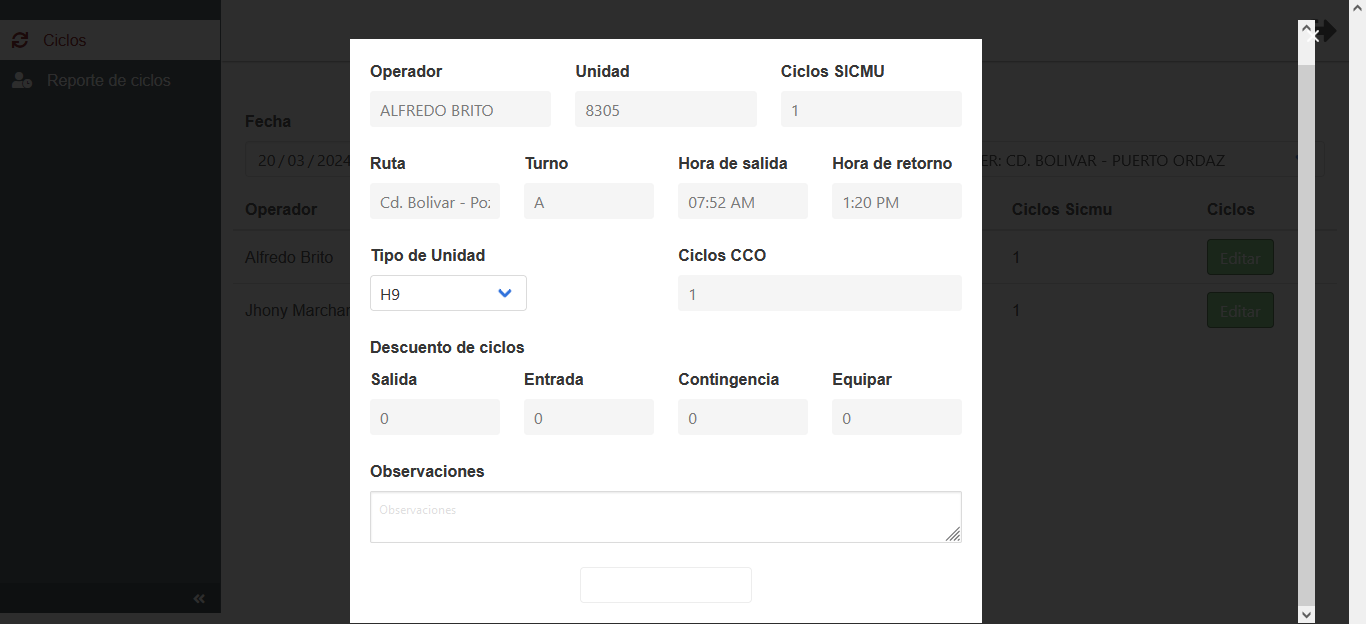 Ciclos
Reporte de ciclos
Fecha
20 / 03 / 2024
ER: CD. BOLIVAR - PUERTO ORDAZ
Operador
Ciclos Sicmu
Ciclos
Alfredo Brito
1
Editar
Jhony Marchar
1
Editar
Operador
Unidad
Ciclos SICMU
ALFREDO BRITO
8305
1
Ruta
Turno
Hora de salida
Hora de retorno
Cd. Bolivar - Po
A
07:52 AM
1:20 PM
Tipo de Unidad
Ciclos CCO
H9
1
Descuento de ciclos
Salida
Entrada
Contingencia
Equipar
0
0
0
0
Observaciones
Observaciones